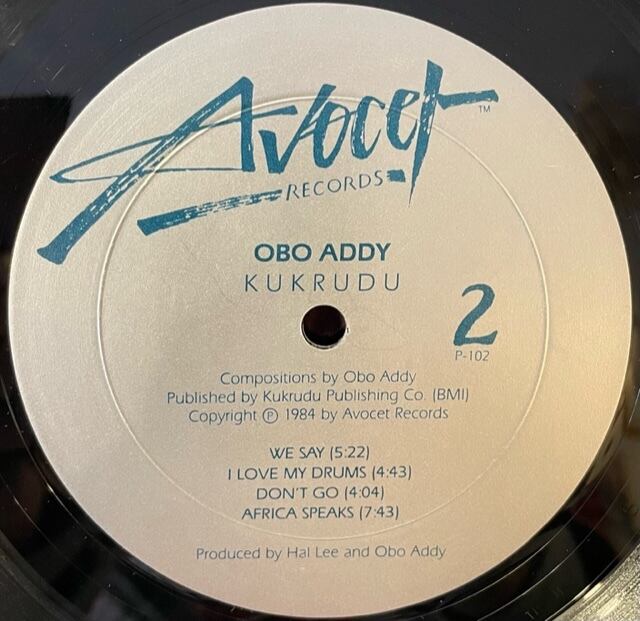 Avocet™
RECORDS
OBO ADDY
KUKRUDU
2
P-102
Compositions by Obo Addy
Published by Kukrudu Publishing Co. (BMI)
Copyright ℗ 1984 by Avocet Records
WE SAY (5:22)
I LOVE MY DRUMS (4:43)
DON'T GO (4:04)
AFRICA SPEAKS (7:43)
Produced by Hal Lee and Obo Addy